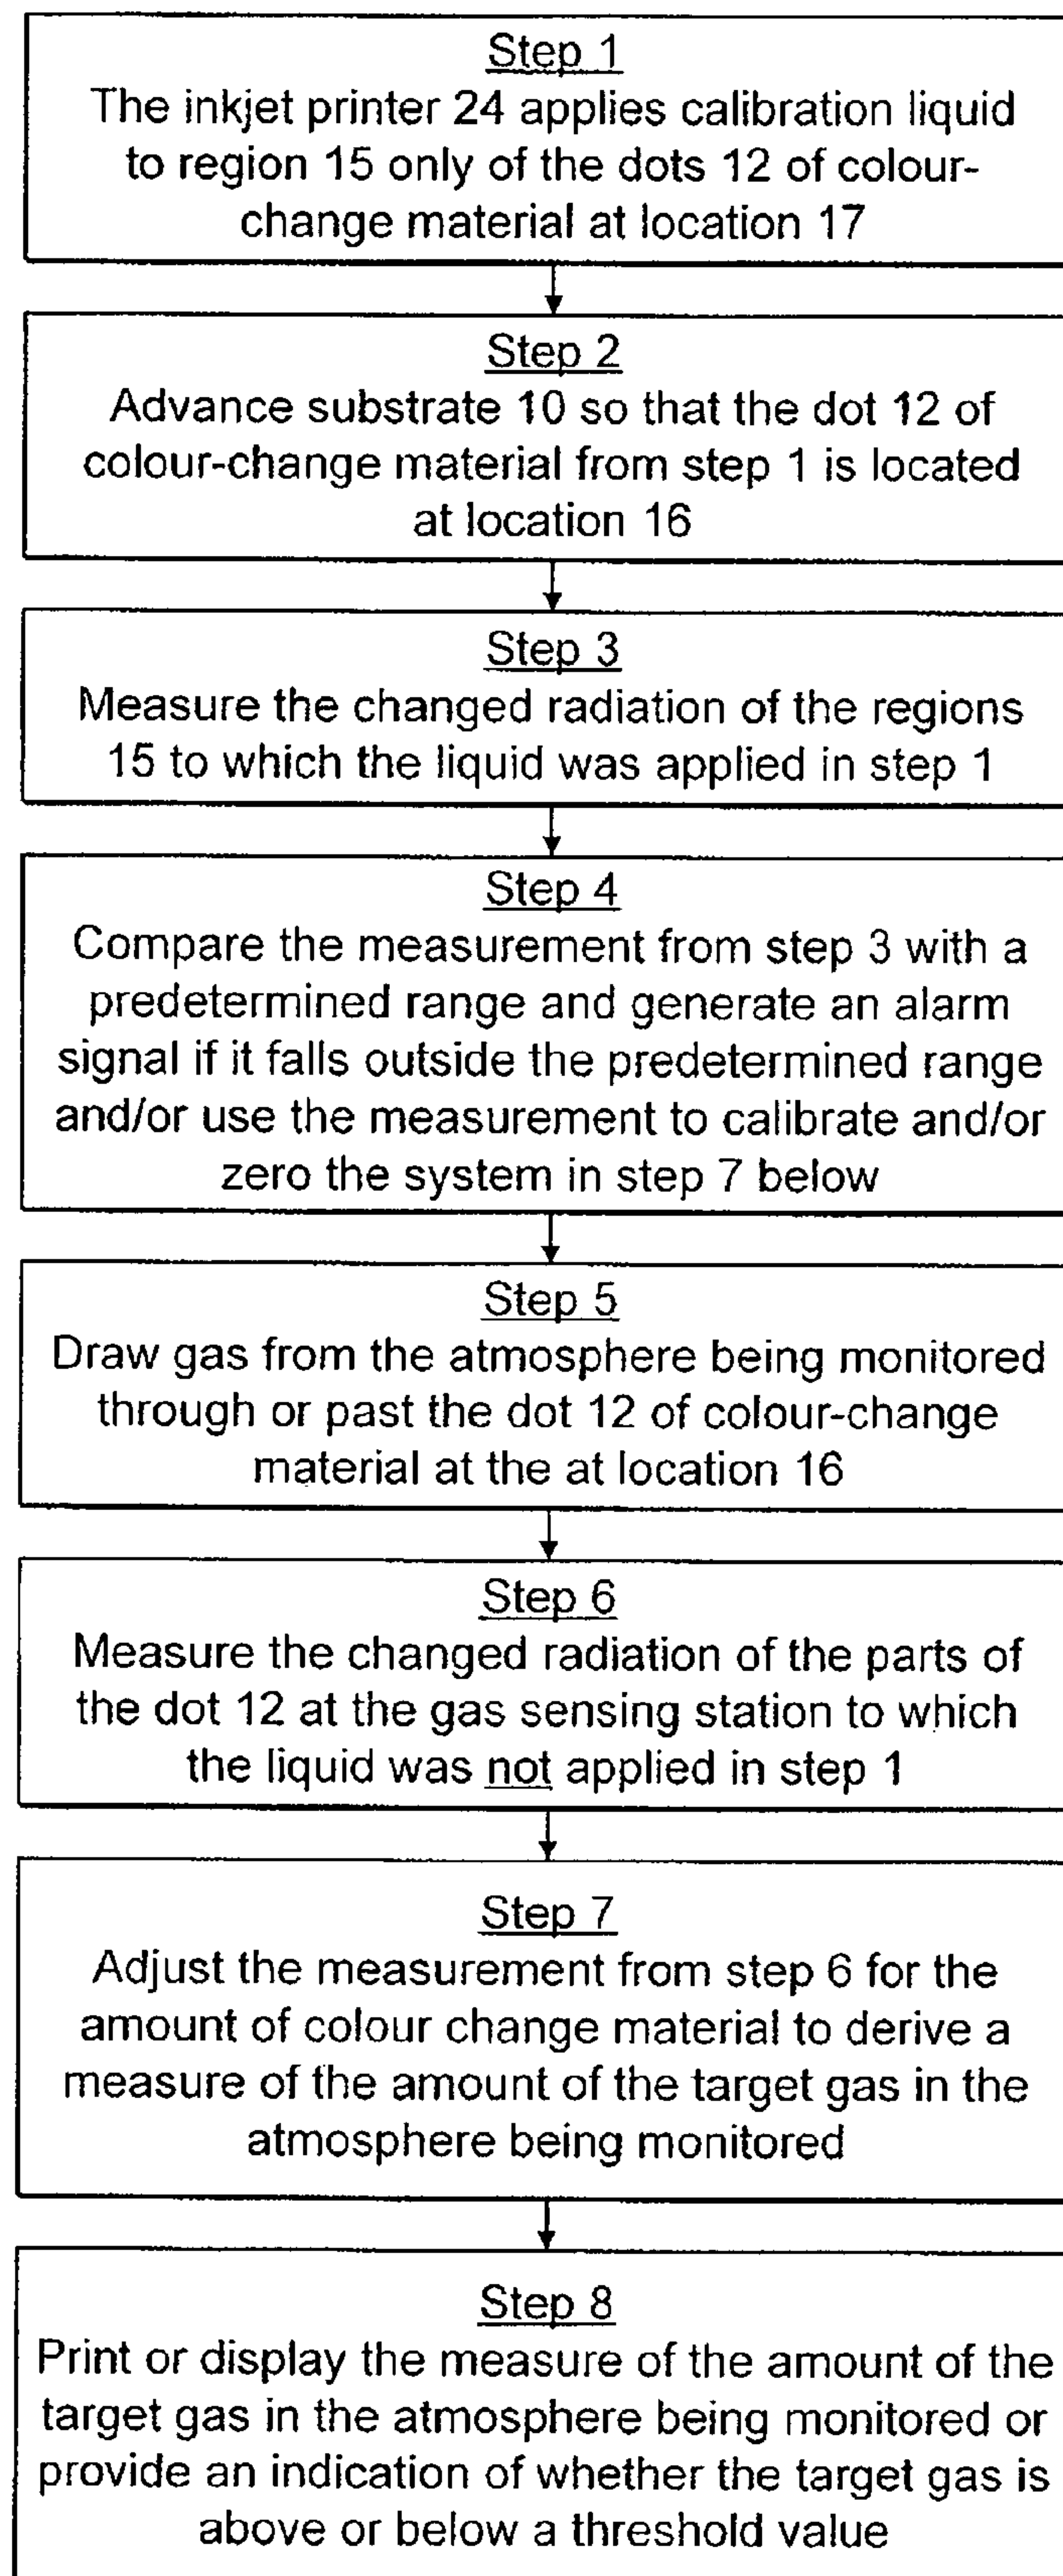 Step 1
The inkjet printer 24 applies calibration liquid
to region 15 only of the dots 12 of colour-
change material at location 17
Step 2
Advance substrate 10 so that the dot 12 of
colour-change material from step 1 is located
at location 16
Step 3
Measure the changed radiation of the regions
15 to which the liquid was applied in step 1
Step 4
Compare the measurement from step 3 with a
predetermined range and generate an alarm
signal if it falls outside the predetermined range
and/or use the measurement to calibrate and/or
zero the system in step 7 below
Step 5
Draw gas from the atmosphere being monitored
through or past the dot 12 of colour-change
material at the at location 16
Step 6
Measure the changed radiation of the parts of
the dot 12 at the gas sensing station to which
the liquid was not applied in step 1
Step 7
Adjust the measurement from step 6 for the
amount of colour change material to derive a
measure of the amount of the target gas in the
atmosphere being monitored
Step 8
Print or display the measure of the amount of the
target gas in the atmosphere being monitored or
provide an indication of whether the target gas is
above or below a threshold value